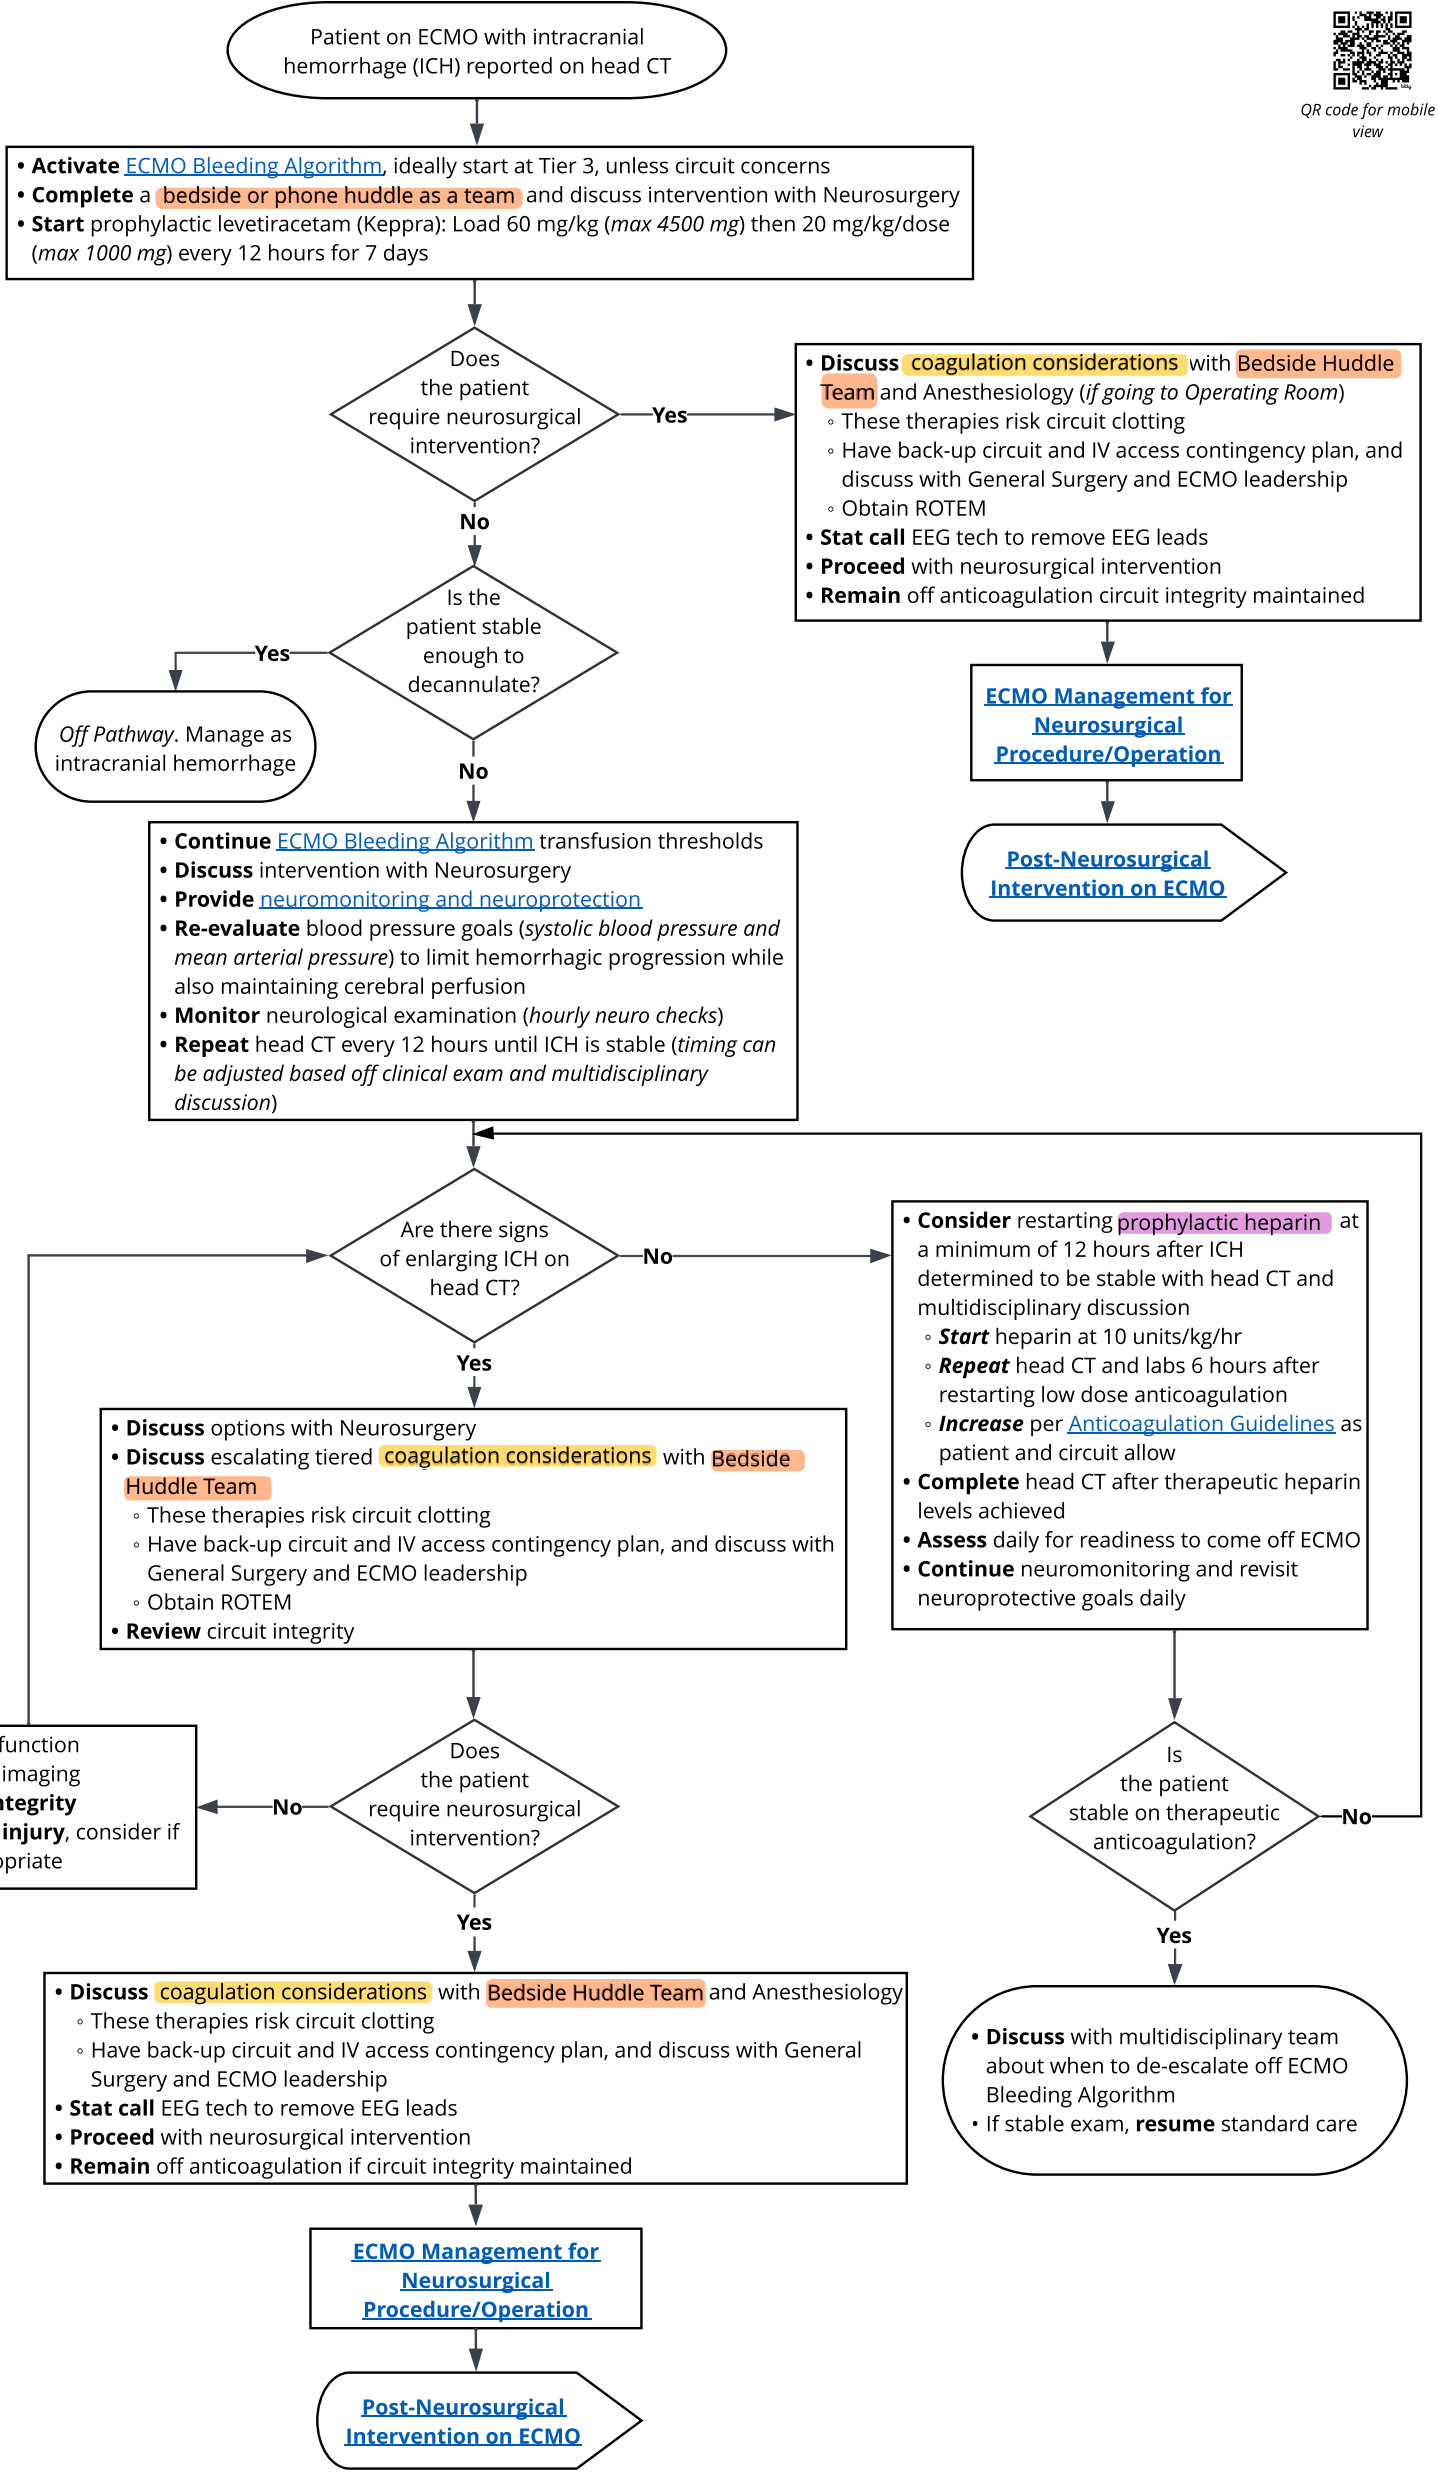 Patient on ECMO with intracranial
hemorrhage (ICH) reported on head CT
QR code for mobile
view
• Activate ECMO Bleeding Algorithm, ideally start at Tier 3, unless circuit concerns
• Complete a bedside or phone huddle as a team and discuss intervention with Neurosurgery
• Start prophylactic levetiracetam (Keppra): Load 60 mg/kg (max 4500 mg) then 20 mg/kg/dose
(max 1000 mg) every 12 hours for 7 days
Does
the patient
require neurosurgical
intervention?
Yes
• Discuss coagulation considerations with Bedside Huddle
Team and Anesthesiology (if going to Operating Room)
◦ These therapies risk circuit clotting
◦ Have back-up circuit and IV access contingency plan, and
discuss with General Surgery and ECMO leadership
◦ Obtain ROTEM
• Stat call EEG tech to remove EEG leads
• Proceed with neurosurgical intervention
• Remain off anticoagulation circuit integrity maintained
No
ECMO Management for
Neurosurgical
Procedure/Operation
Post-Neurosurgical
Intervention on ECMO
Is the
patient stable
enough to
decannulate?
Yes
Off Pathway. Manage as
intracranial hemorrhage
No
• Continue ECMO Bleeding Algorithm transfusion thresholds
• Discuss intervention with Neurosurgery
• Provide neuromonitoring and neuroprotection
• Re-evaluate blood pressure goals (systolic blood pressure and
mean arterial pressure) to limit hemorrhagic progression while
also maintaining cerebral perfusion
• Monitor neurological examination (hourly neuro checks)
• Repeat head CT every 12 hours until ICH is stable (timing can
be adjusted based off clinical exam and multidisciplinary
discussion)
Are there signs
of enlarging ICH on
head CT?
No
• Consider restarting prophylactic heparin at
a minimum of 12 hours after ICH
determined to be stable with head CT and
multidisciplinary discussion
◦ Start heparin at 10 units/kg/hr
◦ Repeat head CT and labs 6 hours after
restarting low dose anticoagulation
◦ Increase per Anticoagulation Guidelines as
patient and circuit allow
• Complete head CT after therapeutic heparin
levels achieved
• Assess daily for readiness to come off ECMO
• Continue neuromonitoring and revisit
neuroprotective goals daily
Yes
• Discuss options with Neurosurgery
• Discuss escalating tiered coagulation considerations with Bedside
Huddle Team
◦ These therapies risk circuit clotting
◦ Have back-up circuit and IV access contingency plan, and discuss with
General Surgery and ECMO leadership
◦ Obtain ROTEM
• Review circuit integrity
Does
the patient
require neurosurgical
intervention?
No
function
imaging
ntegrity
injury, consider if
opriate
Is
the patient
stable on therapeutic
anticoagulation?
No
Yes
• Discuss with multidisciplinary team
about when to de-escalate off ECMO
Bleeding Algorithm
• If stable exam, resume standard care
Yes
• Discuss coagulation considerations with Bedside Huddle Team and Anesthesiology
◦ These therapies risk circuit clotting
◦ Have back-up circuit and IV access contingency plan, and discuss with General
Surgery and ECMO leadership
• Stat call EEG tech to remove EEG leads
• Proceed with neurosurgical intervention
• Remain off anticoagulation if circuit integrity maintained
ECMO Management for
Neurosurgical
Procedure/Operation
Post-Neurosurgical
Intervention on ECMO